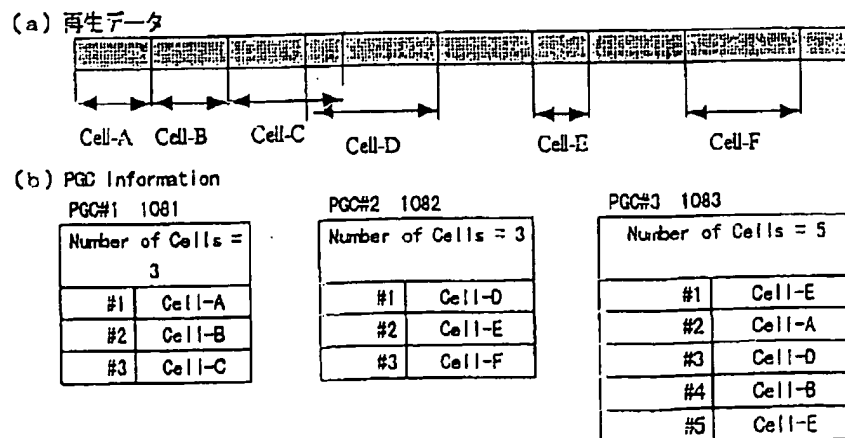 (a) 再生データ
Cell-A Cell-B Cell-C Cell-D Cell-E Cell-F
(b) PGC Information
PGC#1 1081
Number of Cells =
3
#1 Cell-A
#2 Cell-B
#3 Cell-C
PGC#2 1082
Number of Cells = 3
#1 Cell-D
#2 Cell-E
#3 Cell-F
PGC#3 1083
Number of Cells = 5
#1 Cell-E
#2 Cell-A
#3 Cell-D
#4 Cell-B
#5 Cell-E